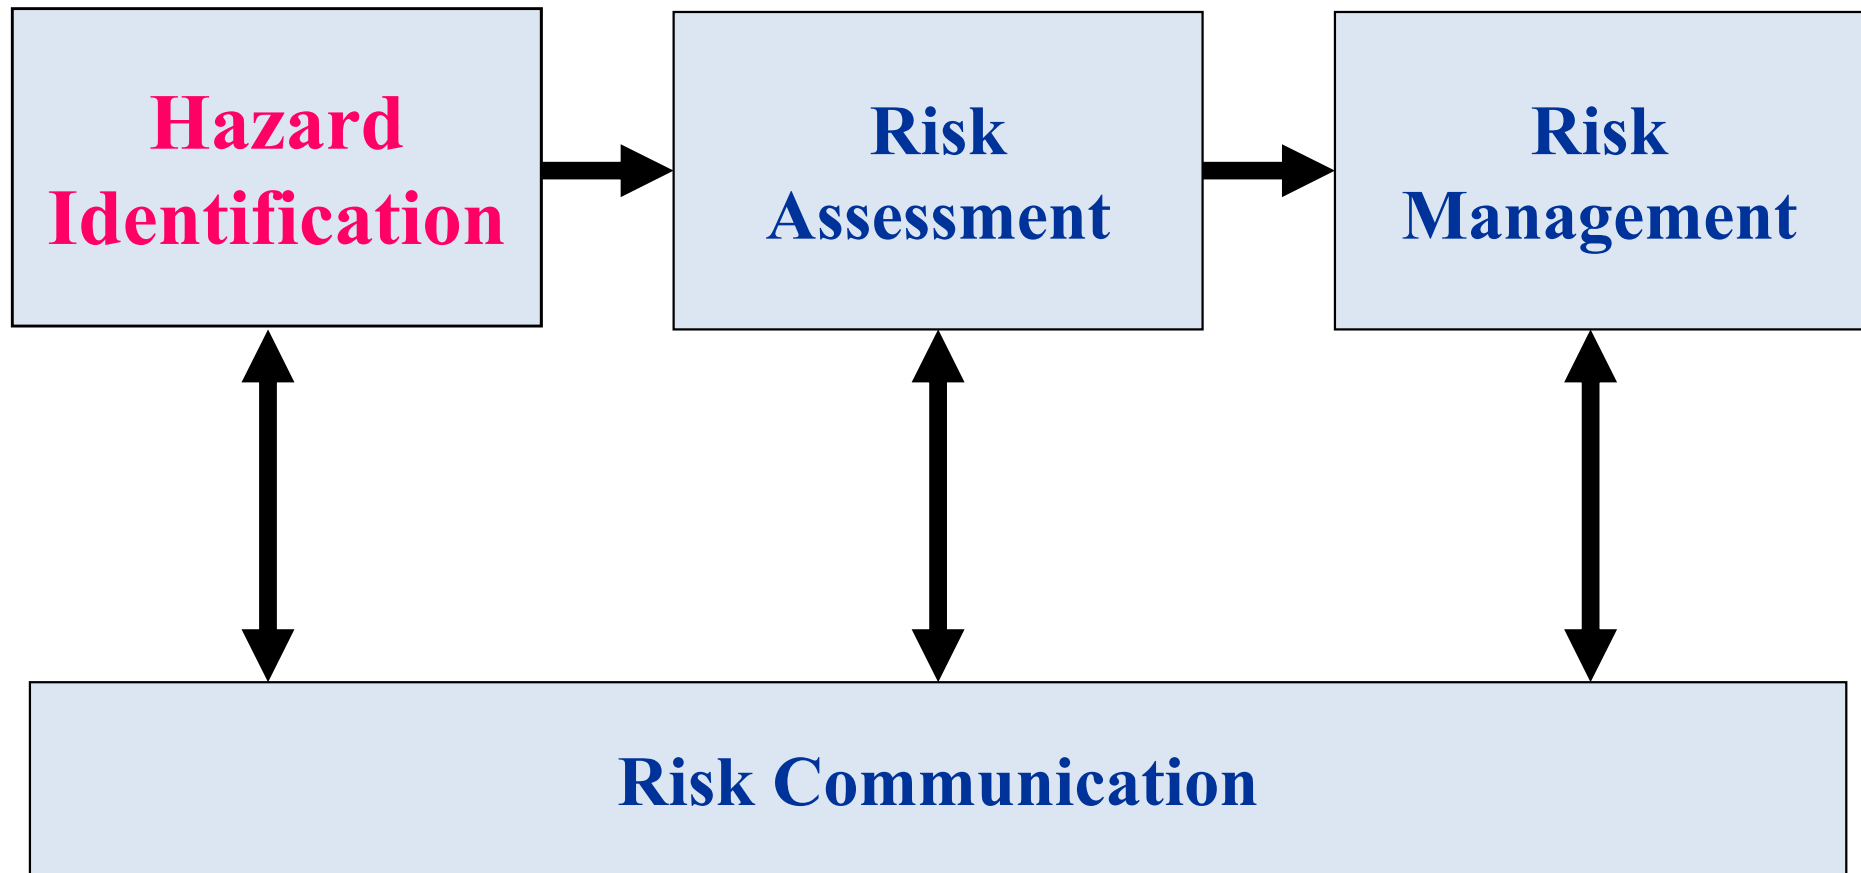 Hazard
Identification
Risk
Assessment
Risk
Management
Risk Communication